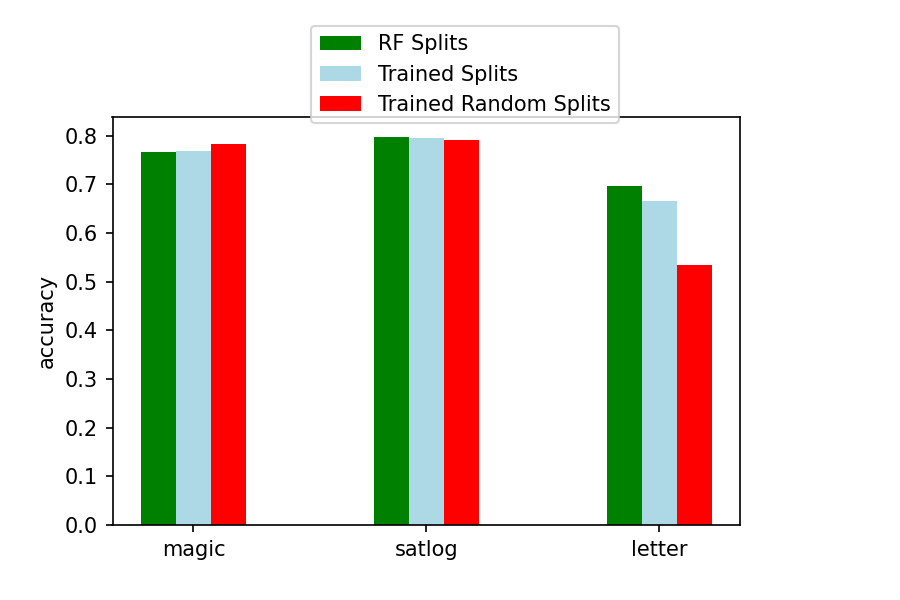 RF Splits
Trained Splits
Trained Random Splits
0.8
0.7
0.6
0.5
0.4
0.3
0.2
0.1
0.0
accuracy
magic satlog letter